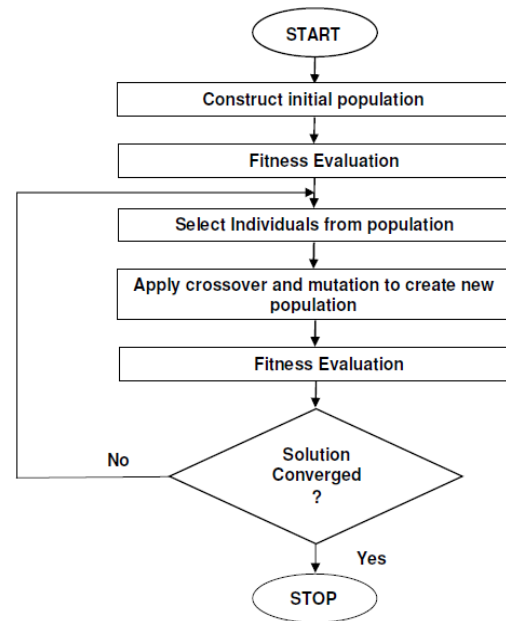 START
Construct initial population
Fitness Evaluation
Select Individuals from population
Apply crossover and mutation to create new
population
Fitness Evaluation
Solution
Converged
?
No
Yes
STOP